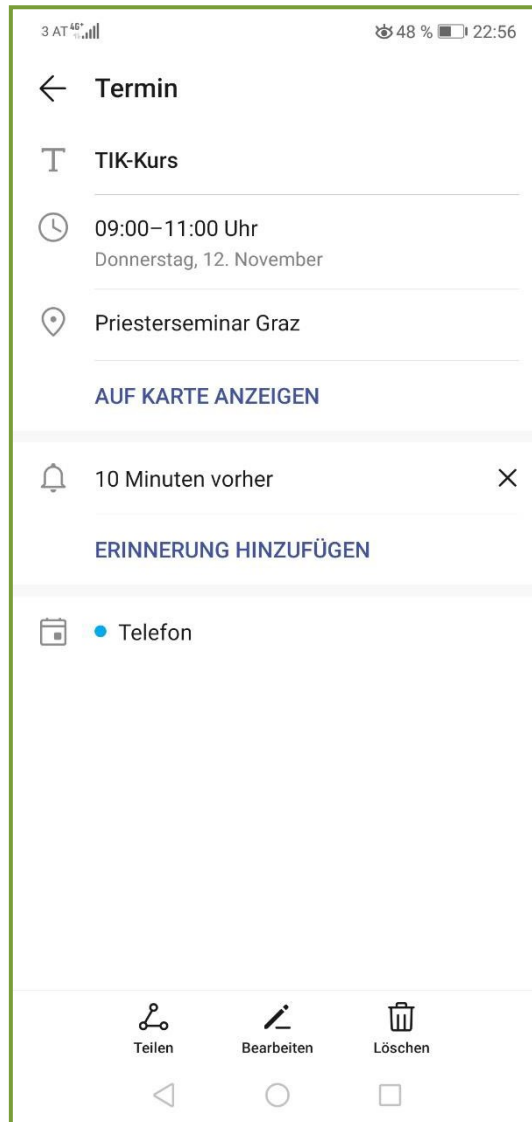 3 AT 4G+ 48 % 22:56
Termin
TIK-Kurs
09:00–11:00 Uhr
Donnerstag, 12. November
Priesterseminar Graz
AUF KARTE ANZEIGEN
10 Minuten vorher
ERINNERUNG HINZUFÜGEN
Telefon
Teilen Bearbeiten Löschen